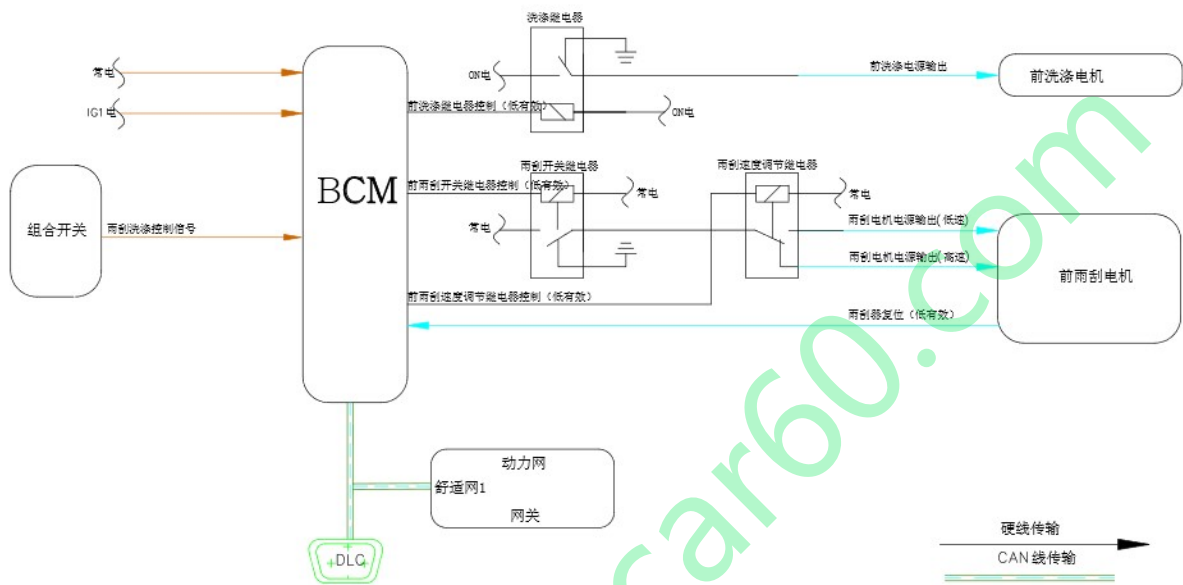 洗涤继电器
常电
ON电
前洗涤电源输出
前洗涤电机
IG1电
前洗涤继电器控制（低有效）
ON电
BCM
雨刮开关继电器
雨刮速度调节继电器
前雨刮开关继电器控制（低有效）
常电
常电
组合开关
雨刮洗涤控制信号
常电
雨刮电机电源输出(低速)
雨刮电机电源输出(高速)
前雨刮电机
前雨刮速度调节继电器控制（低有效）
雨刮器复位（低有效）
动力网
舒适网1
网关
DLC
硬线传输
CAN线传输
car60.com